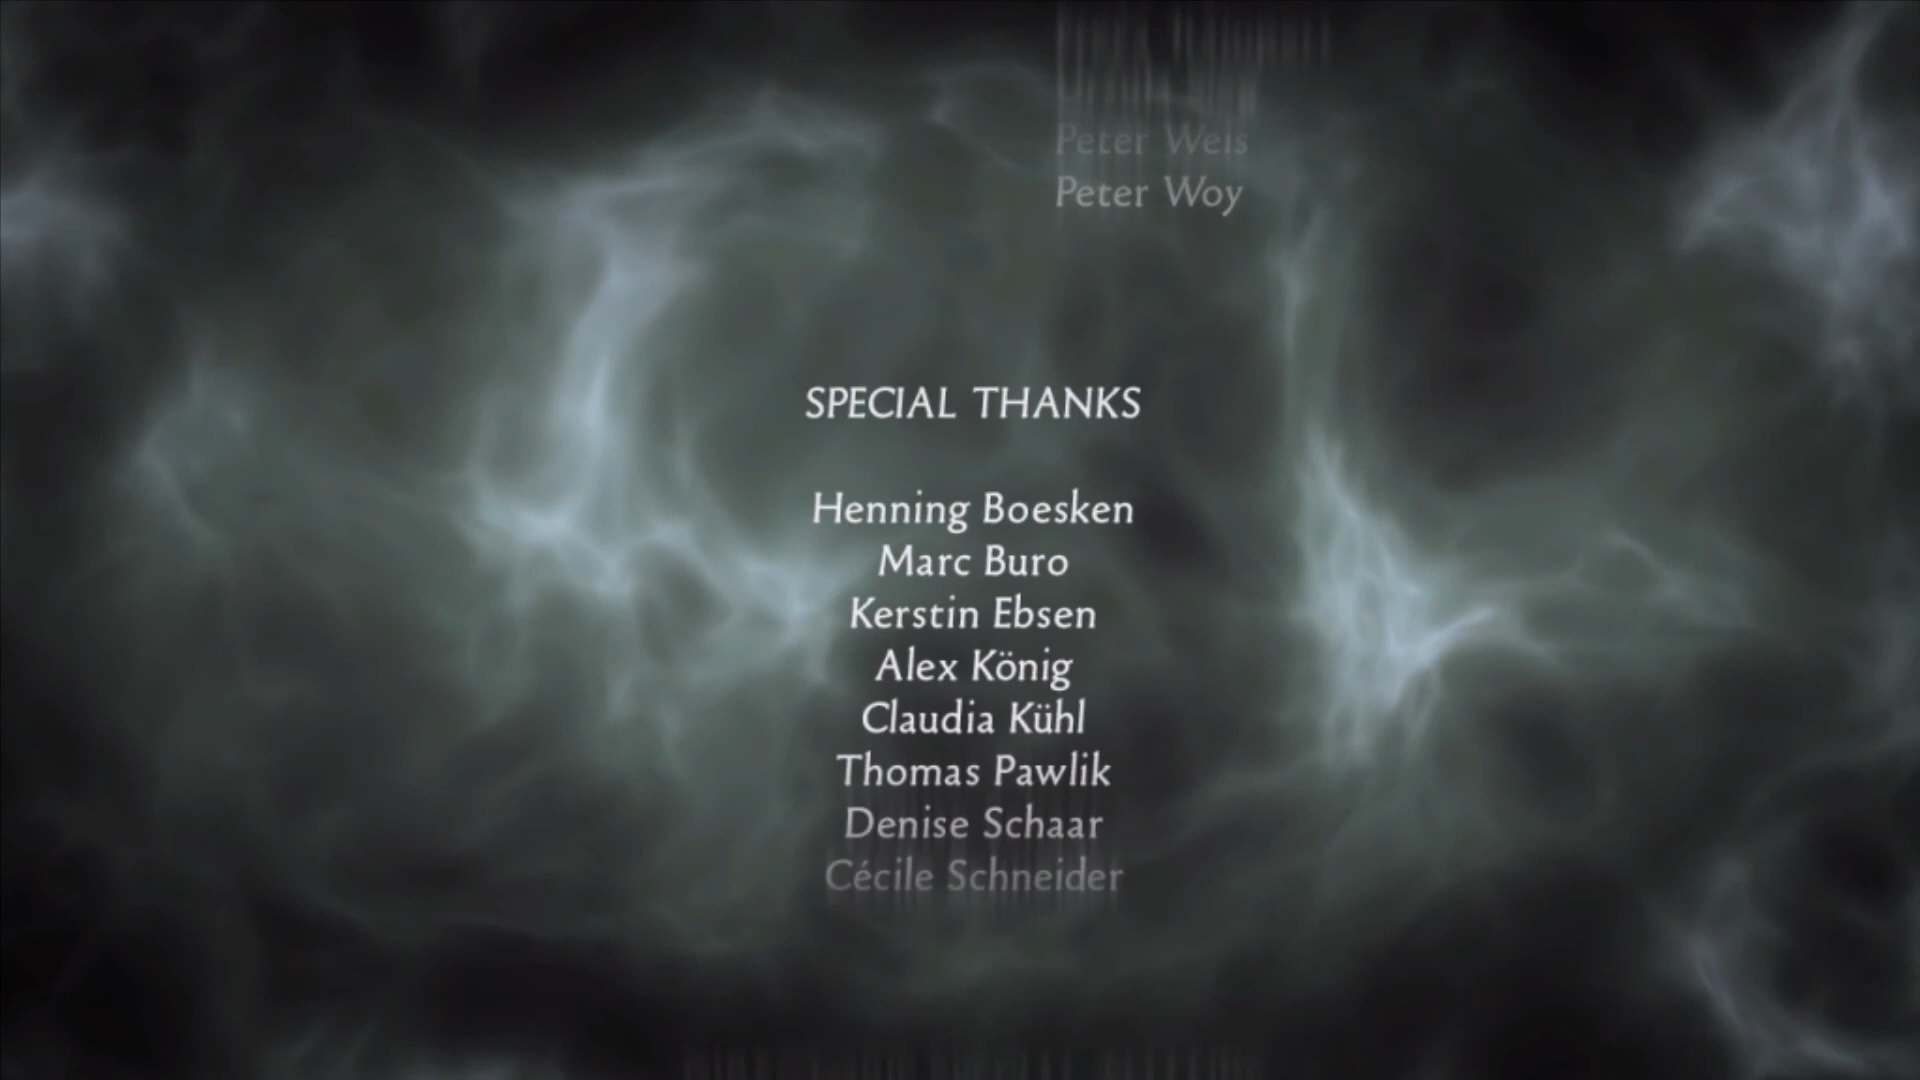 Peter Weis
Peter Woy
SPECIAL THANKS
Henning Boesken
Marc Buro
Kerstin Ebsen
Alex König
Claudia Kühl
Thomas Pawlik
Denise Schaar
Cécile Schneider